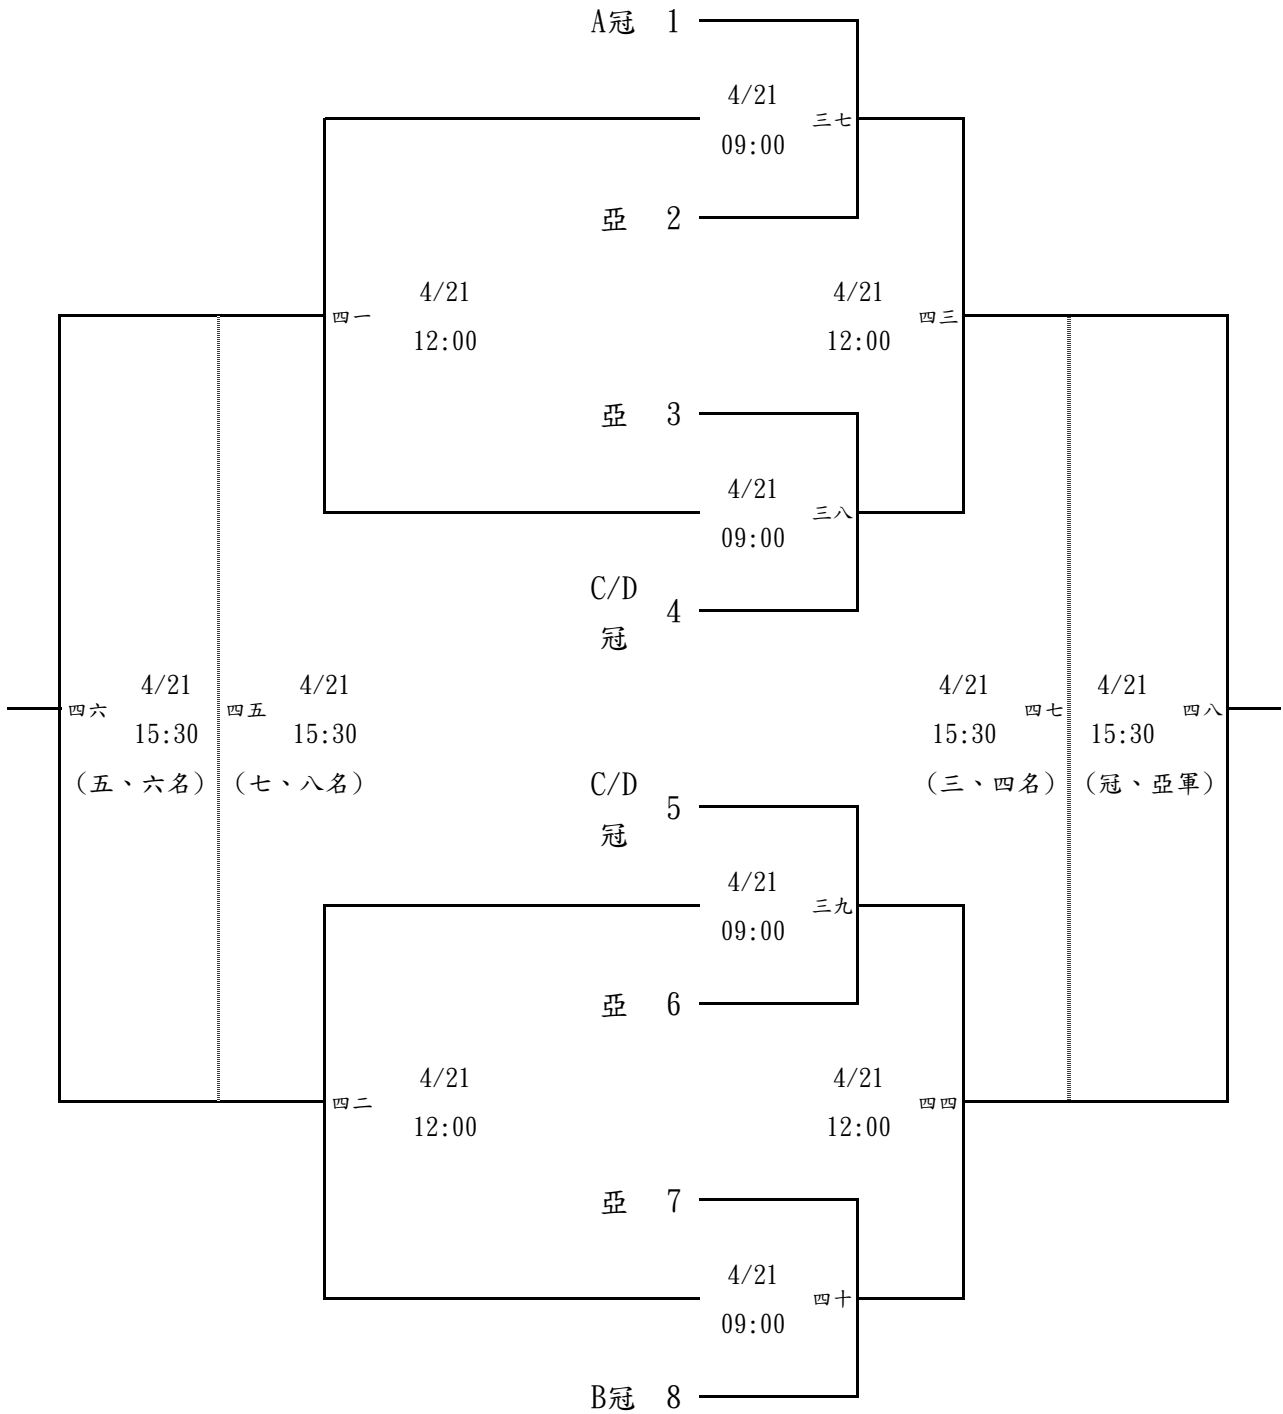 A冠 1
4/21
三七
09:00
亞 2
4/21
四一
12:00
4/21
四三
12:00
亞 3
4/21
三八
09:00
C/D
冠
4
4/21
四六
15:30
(五、六名)
4/21
四五
15:30
(七、八名)
4/21
四七
15:30
(三、四名)
4/21
四八
15:30
(冠、亞軍)
C/D
冠
5
4/21
三九
09:00
亞 6
4/21
四二
12:00
4/21
四四
12:00
亞 7
4/21
四十
09:00
B冠 8